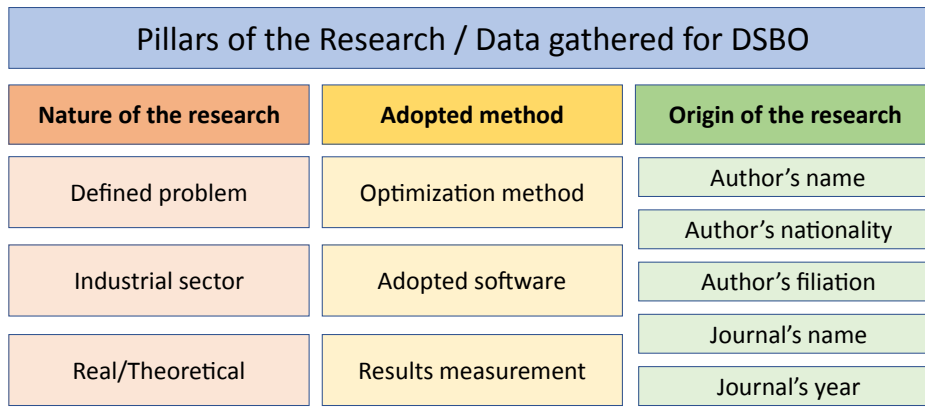 Pillars of the Research / Data gathered for DSBO
Nature of the research
Defined problem
Industrial sector
Real/Theoretical
Adopted method
Optimization method
Adopted software
Results measurement
Origin of the research
Author's name
Author's nationality
Author's filiation
Journal's name
Journal's year